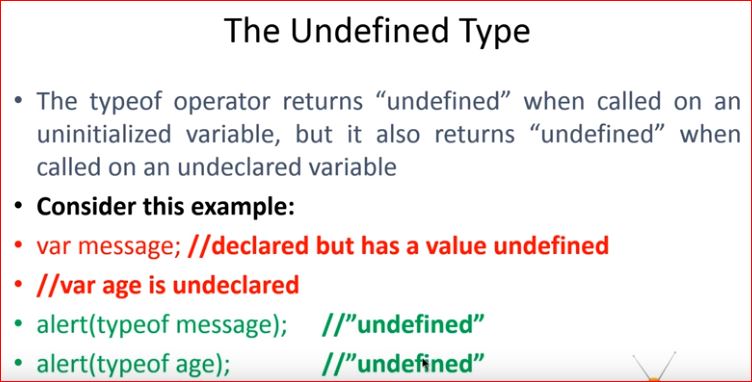 The Undefined Type
• The typeof operator returns “undefined” when called on an
uninitialized variable, but it also returns “undefined” when
called on an undeclared variable
• Consider this example:
• var message; //declared but has a value undefined
• //var age is undeclared
• alert(typeof message); //”undefined”
• alert(typeof age); //”undefined”